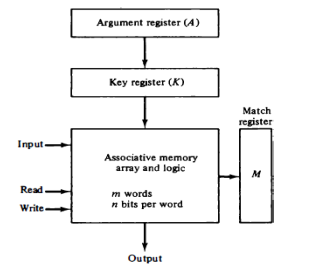 Argument register (A)
Key register (K)
Match
register
Input
Associative memory
array and logic
M
m words
n bits per word
Read
Write
Output